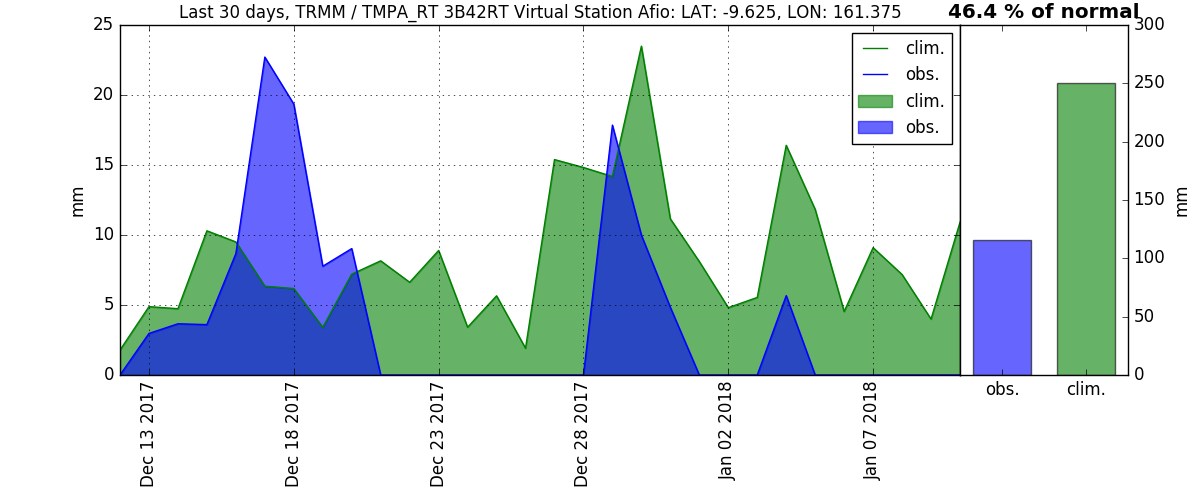 Last 30 days, TRMM / TMPA_RT 3B42RT Virtual Station Afio: LAT: -9.625, LON: 161.375
46.4 % of normal
25
20
15
10
5
0
mm
clim.
obs.
clim.
obs.
300
250
200
150
100
50
0
mm
Dec 13 2017
Dec 18 2017
Dec 23 2017
Dec 28 2017
Jan 02 2018
Jan 07 2018
obs.
clim.